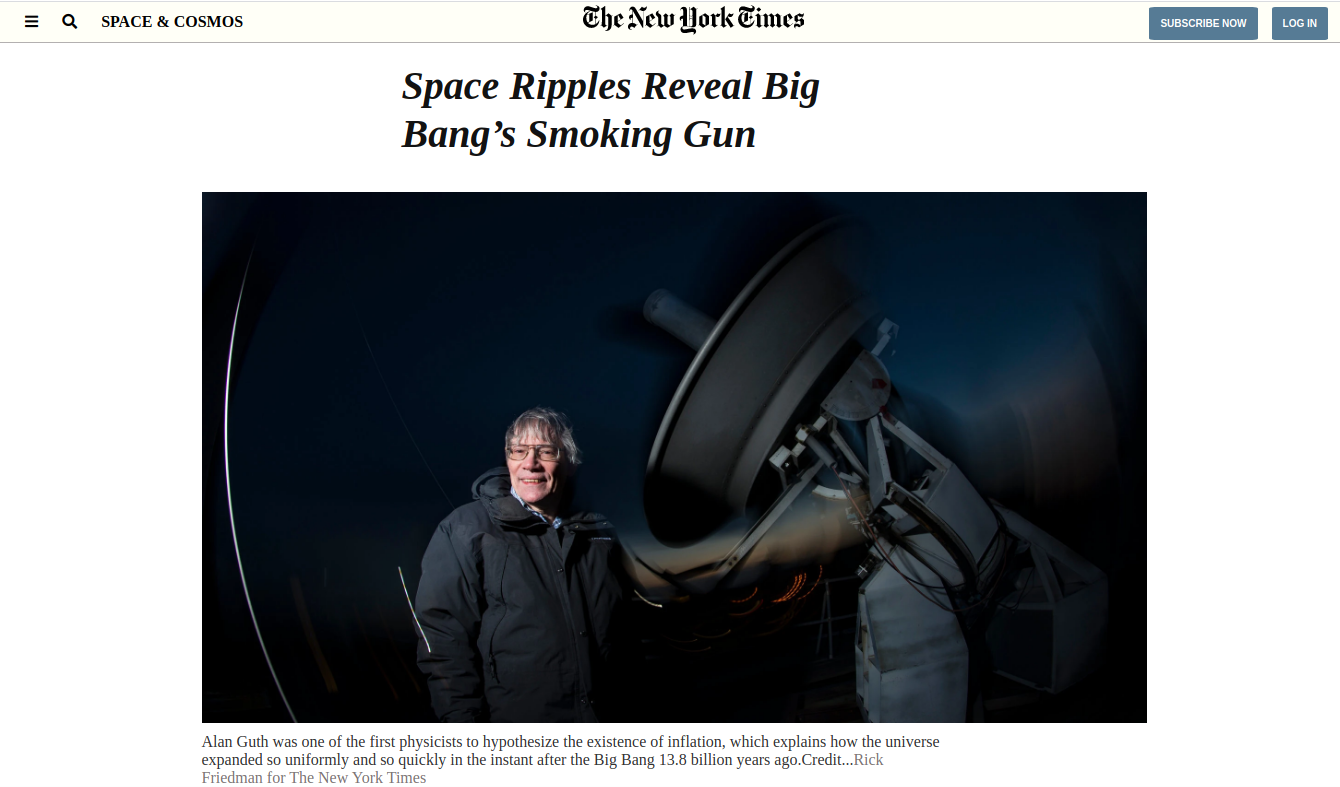 SPACE & COSMOS
The New York Times
SUBSCRIBE NOW
LOG IN
Space Ripples Reveal Big
Bang’s Smoking Gun
Alan Guth was one of the first physicists to hypothesize the existence of inflation, which explains how the universe
expanded so uniformly and so quickly in the instant after the Big Bang 13.8 billion years ago.Credit...Rick
Friedman for The New York Times